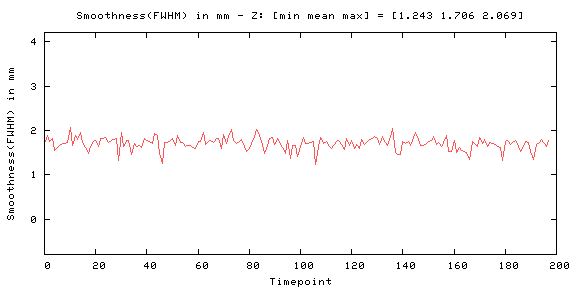 Smoothness(FWHM) in mm - Z: [min mean max] = [1.243 1.706 2.069]
4
3
2
1
0
Smoothness(FWHM) in mm
0 20 40 60 80 100 120 140 160 180 200
Timepoint